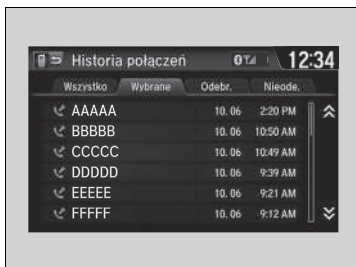 Historia połączeń 12:34
Wszystko Wybrane Odebr. Nieode.
AAAAA 10. 06 2:20 PM
BBBBB 10. 06 10:50 AM
CCCCC 10. 06 10:49 AM
DDDDD 10. 06 9:39 AM
EEEEE 10. 06 9:21 AM
FFFFF 10. 06 9:12 AM